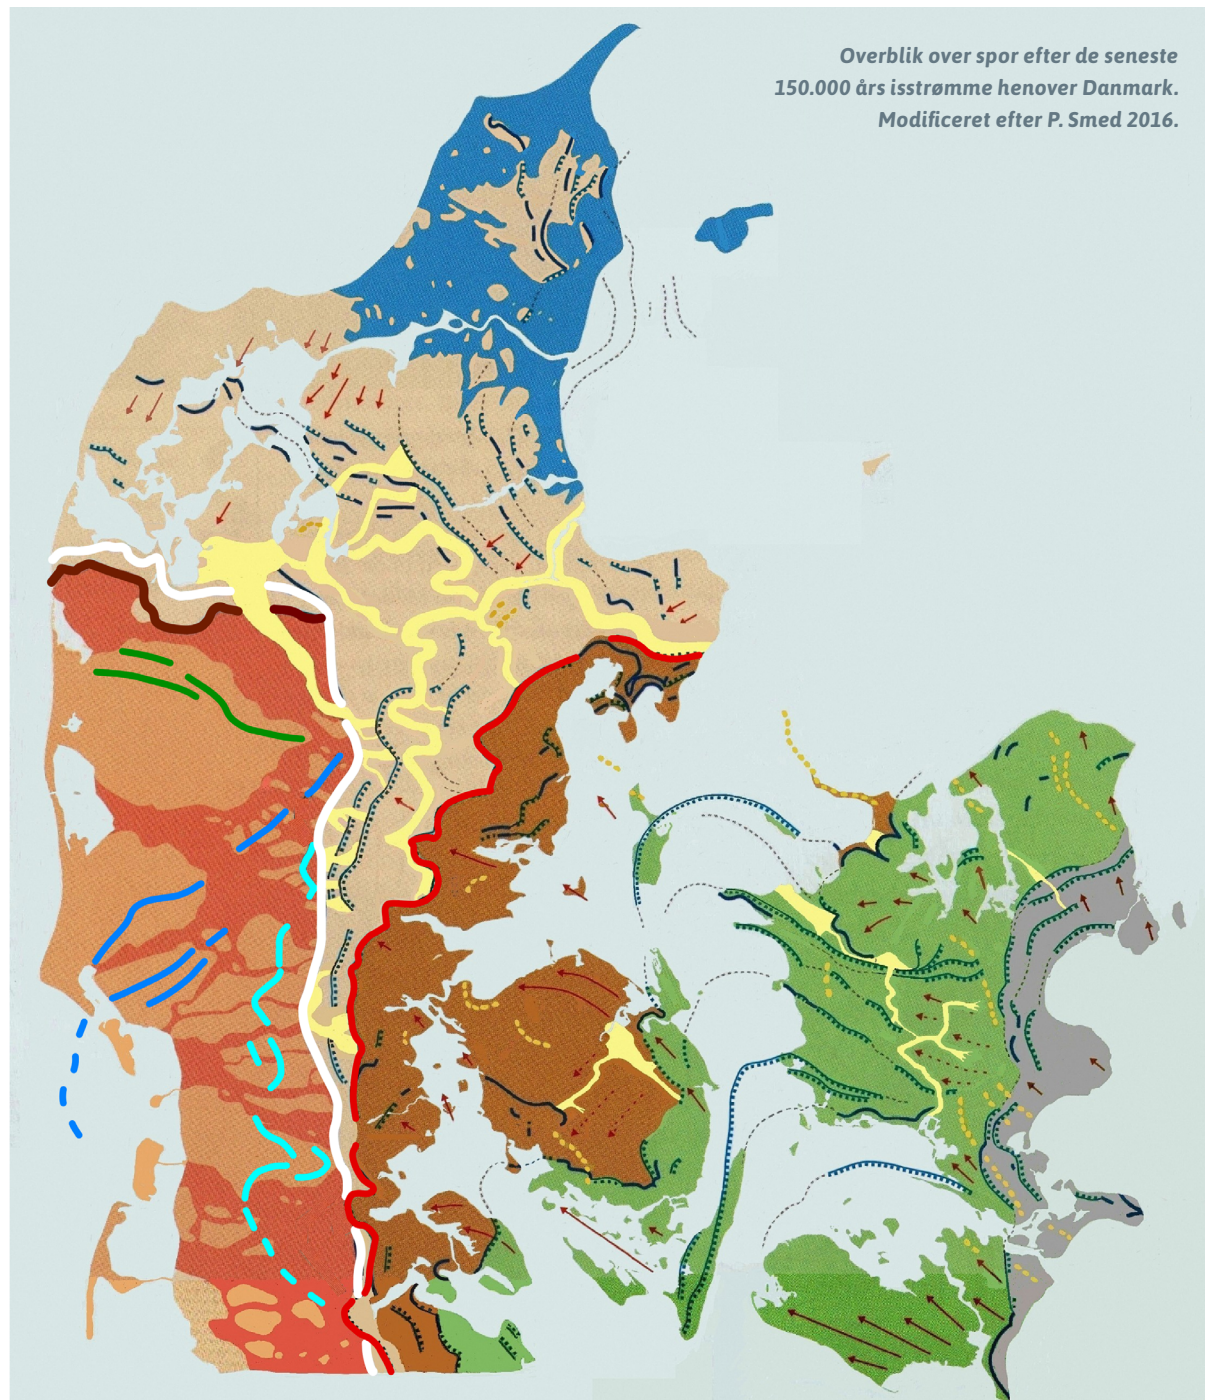 Overblik over spor efter de seneste
150.000 års isstrømme henover Danmark.
Modificeret efter P. Smed 2016.